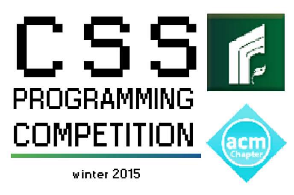 CSS
PROGRAMMING
COMPETITION
winter 2015
acm
Chapter